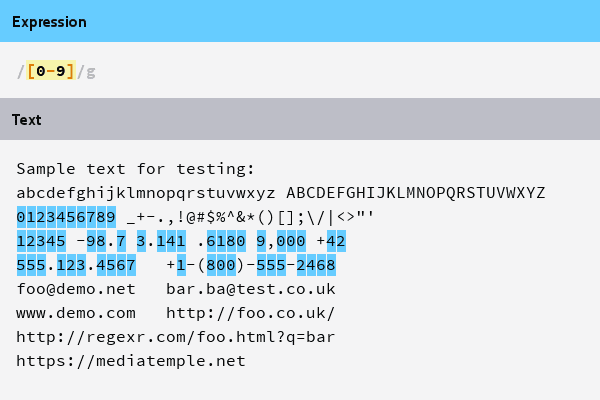 Expression
/[0-9]/g
Text
Sample text for testing:
abcdefghijklmnopqrstuvwxyz ABCDEFGHIJKLMNOPQRSTUVWXYZ
0123456789 _+-.,!@#$%^&*()[];\/|<>"'
12345 -98.7 3.141 .6180 9,000 +42
555.123.4567   +1-(800)-555-2468
foo@demo.net   bar.ba@test.co.uk
www.demo.com   http://foo.co.uk/
http://regexr.com/foo.html?q=bar
https://mediatemple.net